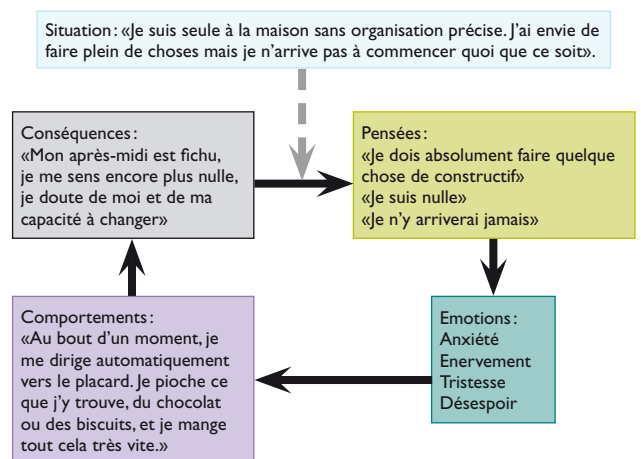 Situation: «Je suis seule à la maison sans organisation précise. J'ai envie de
faire plein de choses mais je n'arrive pas à commencer quoi que ce soit».
Conséquences:
«Mon après-midi est fichu,
je me sens encore plus nulle,
je doute de moi et de ma
capacité à changer»
Pensées:
«Je dois absolument faire quelque
chose de constructif»
«Je suis nulle»
«Je n'y arriverai jamais»
Comportements:
«Au bout d'un moment, je
me dirige automatiquement
vers le placard. Je pioche ce
que j'y trouve, du chocolat
ou des biscuits, et je mange
tout cela très vite.»
Emotions:
Anxiété
Enervement
Tristesse
Désespoir